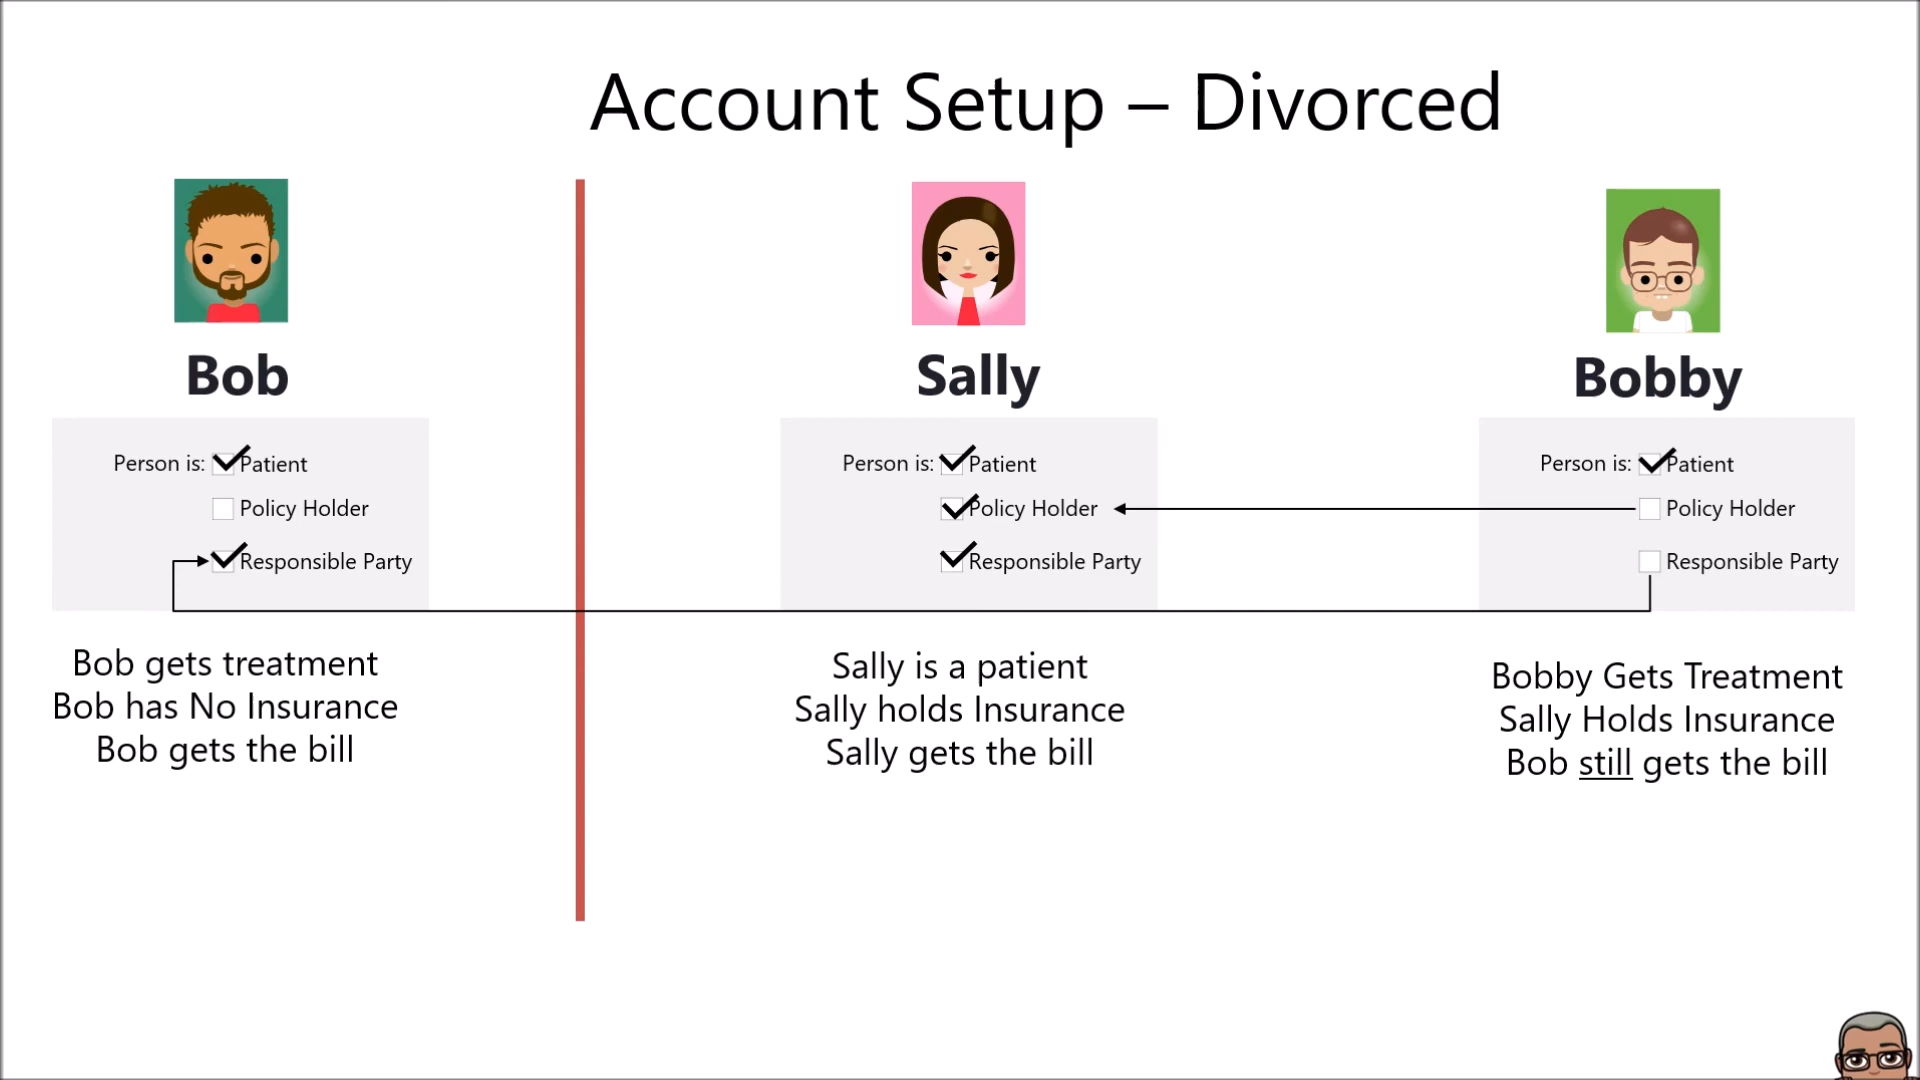 Account Setup – Divorced
Bob
Person is: Patient
Policy Holder
Responsible Party
Bob gets treatment
Bob has No Insurance
Bob gets the bill
Sally
Person is: Patient
Policy Holder
Responsible Party
Sally is a patient
Sally holds Insurance
Sally gets the bill
Bobby
Person is: Patient
Policy Holder
Responsible Party
Bobby Gets Treatment
Sally Holds Insurance
Bob still gets the bill